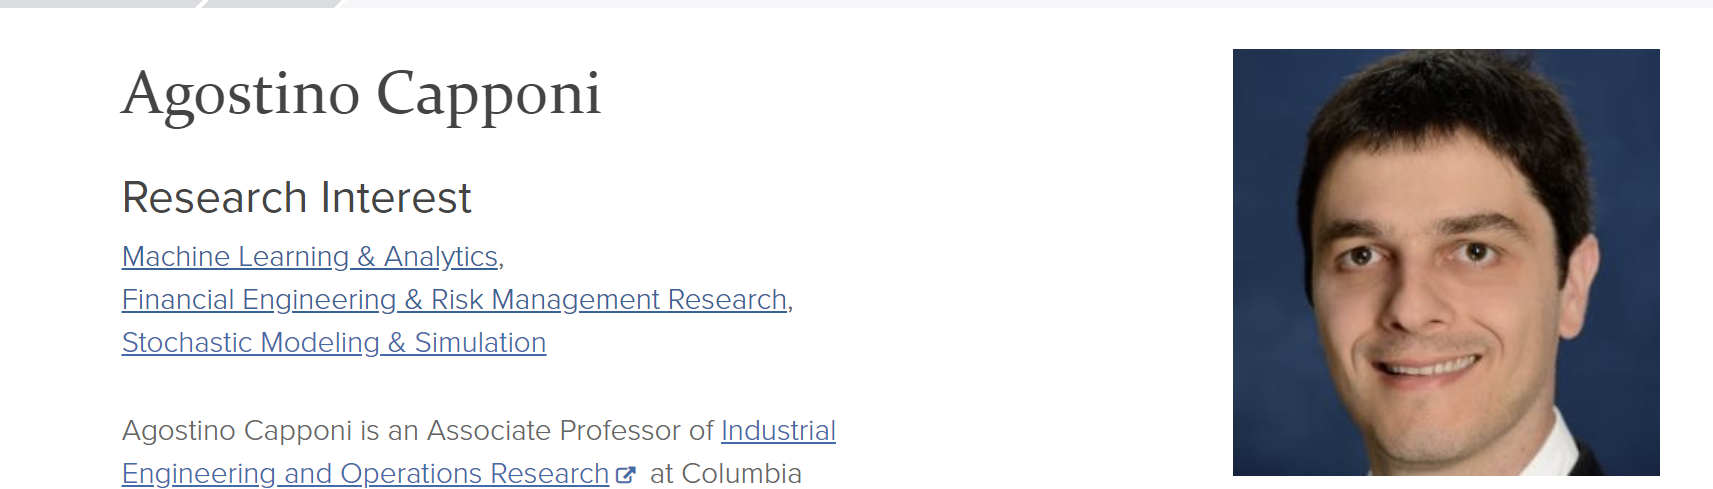 Agostino Capponi
Research Interest
Machine Learning & Analytics,
Financial Engineering & Risk Management Research,
Stochastic Modeling & Simulation
Agostino Capponi is an Associate Professor of Industrial
Engineering and Operations Research at Columbia